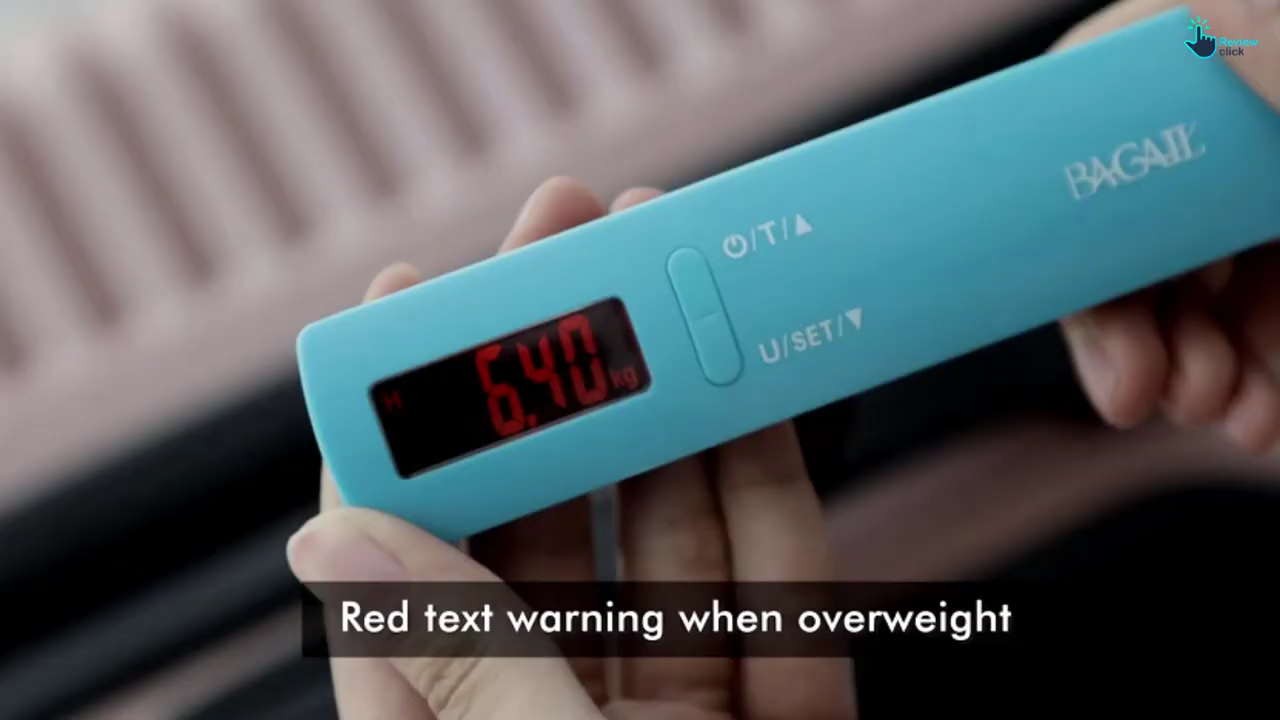 Review
click
BAGAIL
⏻/T/▲
U/SET/▼
H 6.40 kg
Red text warning when overweight